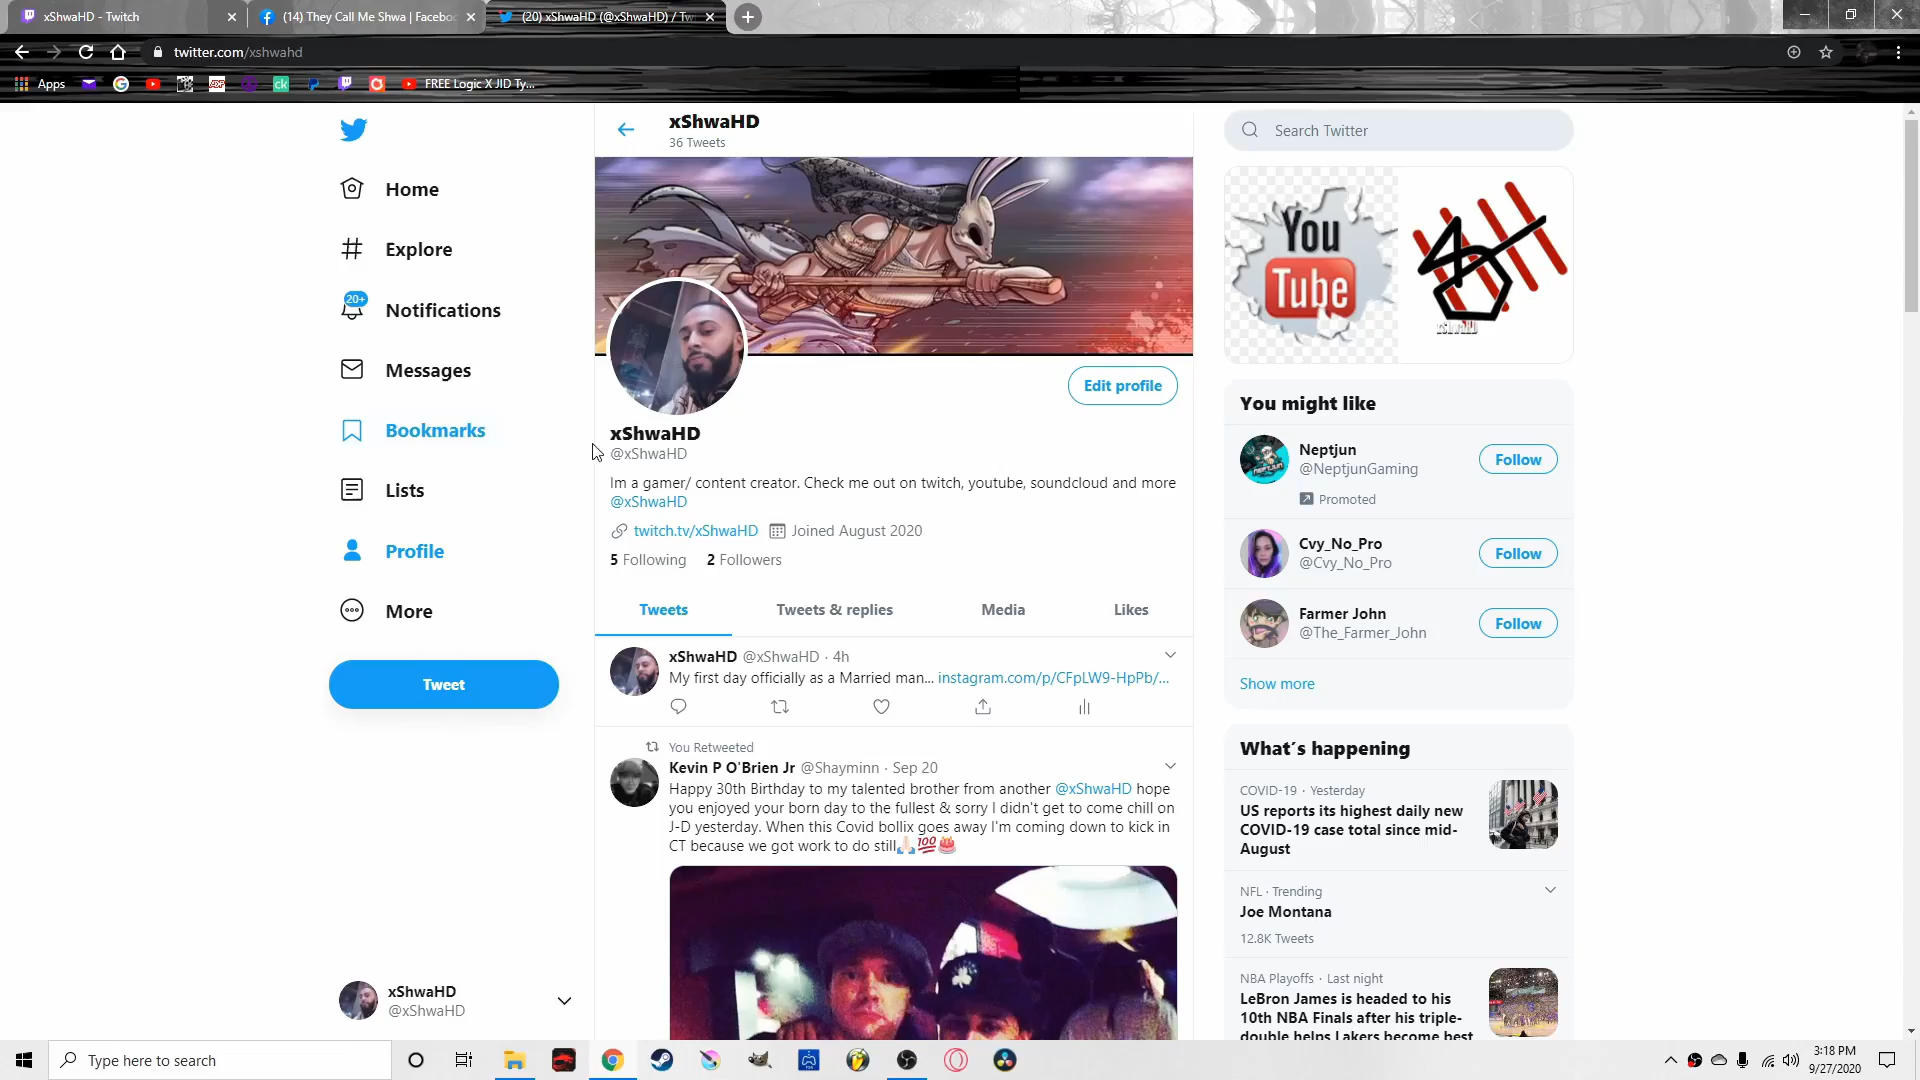 xShwaHD - Twitch
(14) They Call Me Shwa | Faceboo
(20) xShwaHD (@xShwaHD) / Tw
twitter.com/xshwahd
Apps
FREE Logic X JID Ty...
xShwaHD
36 Tweets
Search Twitter
Home
Explore
20+
Notifications
Messages
Bookmarks
Lists
Profile
More
Tweet
xShwaHD
@xShwaHD
Edit profile
xShwaHD
@xShwaHD
Im a gamer/ content creator. Check me out on twitch, youtube, soundcloud and more
@xShwaHD
twitch.tv/xShwaHD Joined August 2020
5 Following 2 Followers
Tweets Tweets & replies Media Likes
xShwaHD @xShwaHD · 4h
My first day officially as a Married man... instagram.com/p/CFpLW9-HpPb/...
You Retweeted
Kevin P O'Brien Jr @Shayminn · Sep 20
Happy 30th Birthday to my talented brother from another @xShwaHD hope
you enjoyed your born day to the fullest & sorry I didn't get to come chill on
J-D yesterday. When this Covid bollix goes away I'm coming down to kick in
CT because we got work to do still🙏🏻💯🎂
You
Tube
xShwaHD
You might like
Neptjun
@NeptjunGaming
Promoted
Follow
Cvy_No_Pro
@Cvy_No_Pro
Follow
Farmer John
@The_Farmer_John
Follow
Show more
What's happening
COVID-19 · Yesterday
US reports its highest daily new
COVID-19 case total since mid-
August
NFL · Trending
Joe Montana
12.8K Tweets
NBA Playoffs · Last night
LeBron James is headed to his
10th NBA Finals after his triple-
double helps Lakers become best
Type here to search
3:18 PM
9/27/2020